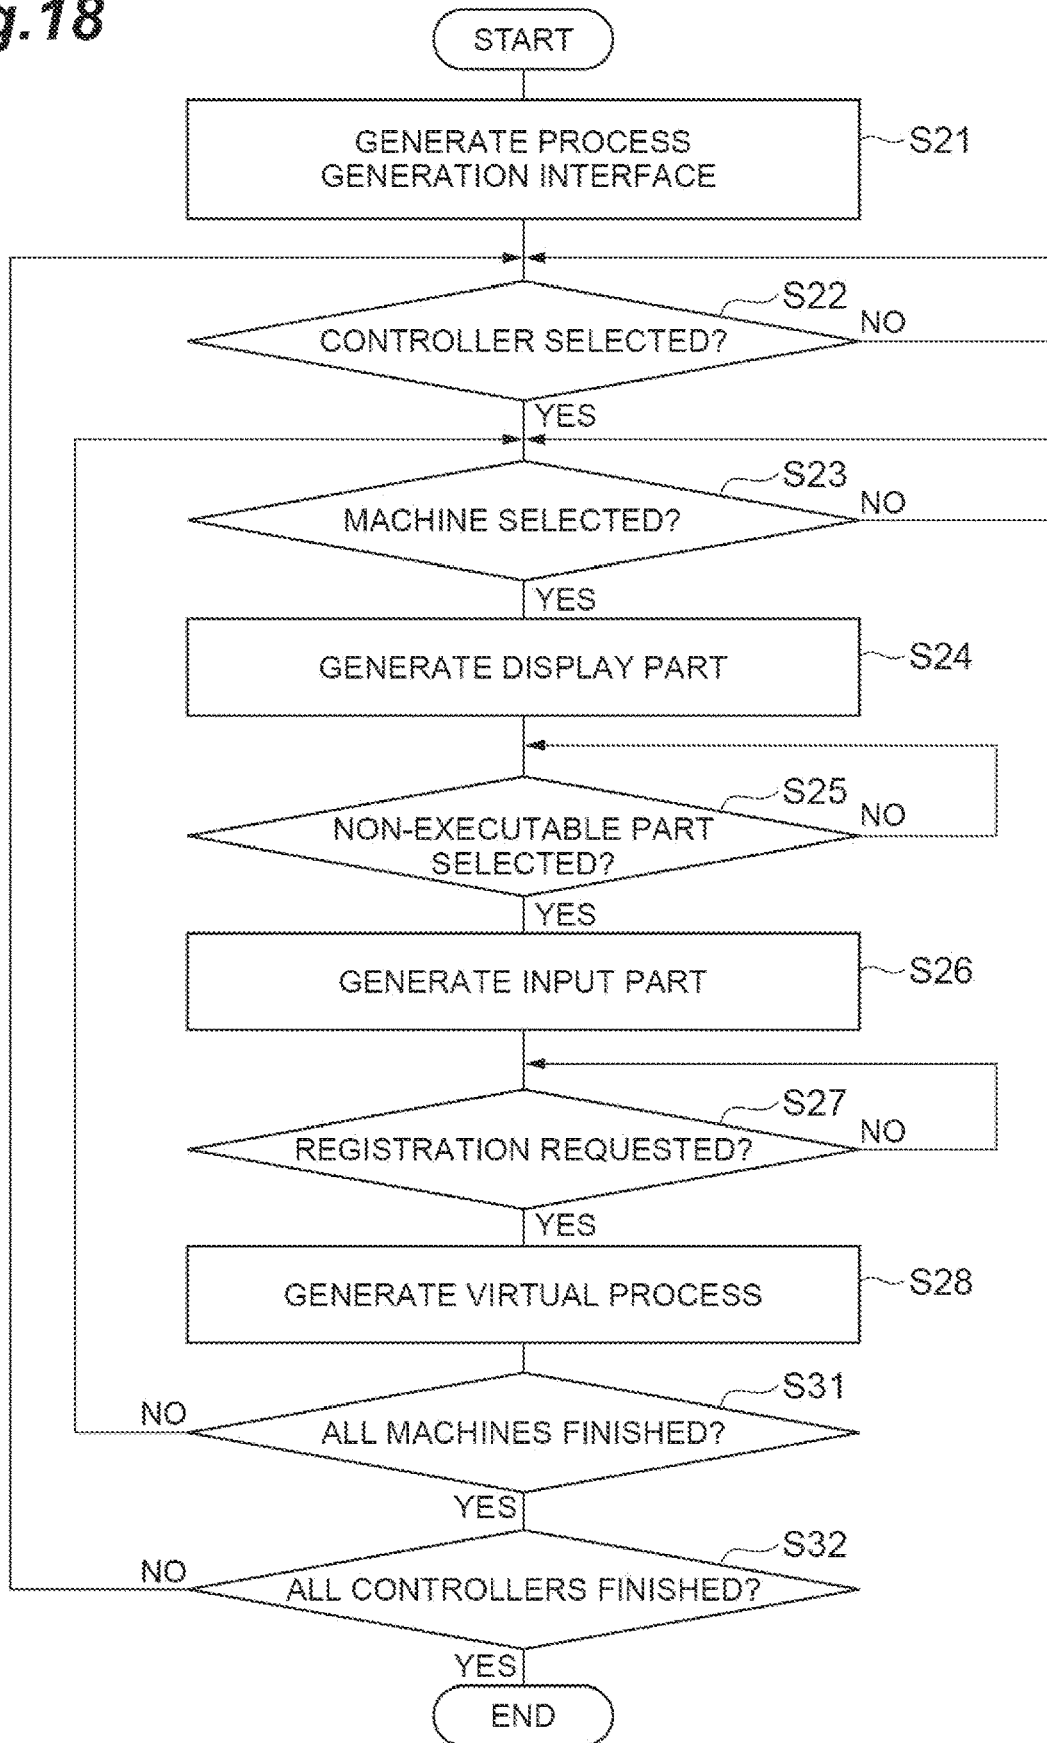 g.18
START
GENERATE PROCESS
GENERATION INTERFACE
S21
S22
CONTROLLER SELECTED?
NO
YES
S23
MACHINE SELECTED?
NO
YES
GENERATE DISPLAY PART
S24
S25
NON-EXECUTABLE PART
SELECTED?
NO
YES
GENERATE INPUT PART
S26
S27
REGISTRATION REQUESTED?
NO
YES
GENERATE VIRTUAL PROCESS
S28
S31
NO
ALL MACHINES FINISHED?
YES
S32
NO
ALL CONTROLLERS FINISHED?
YES
END